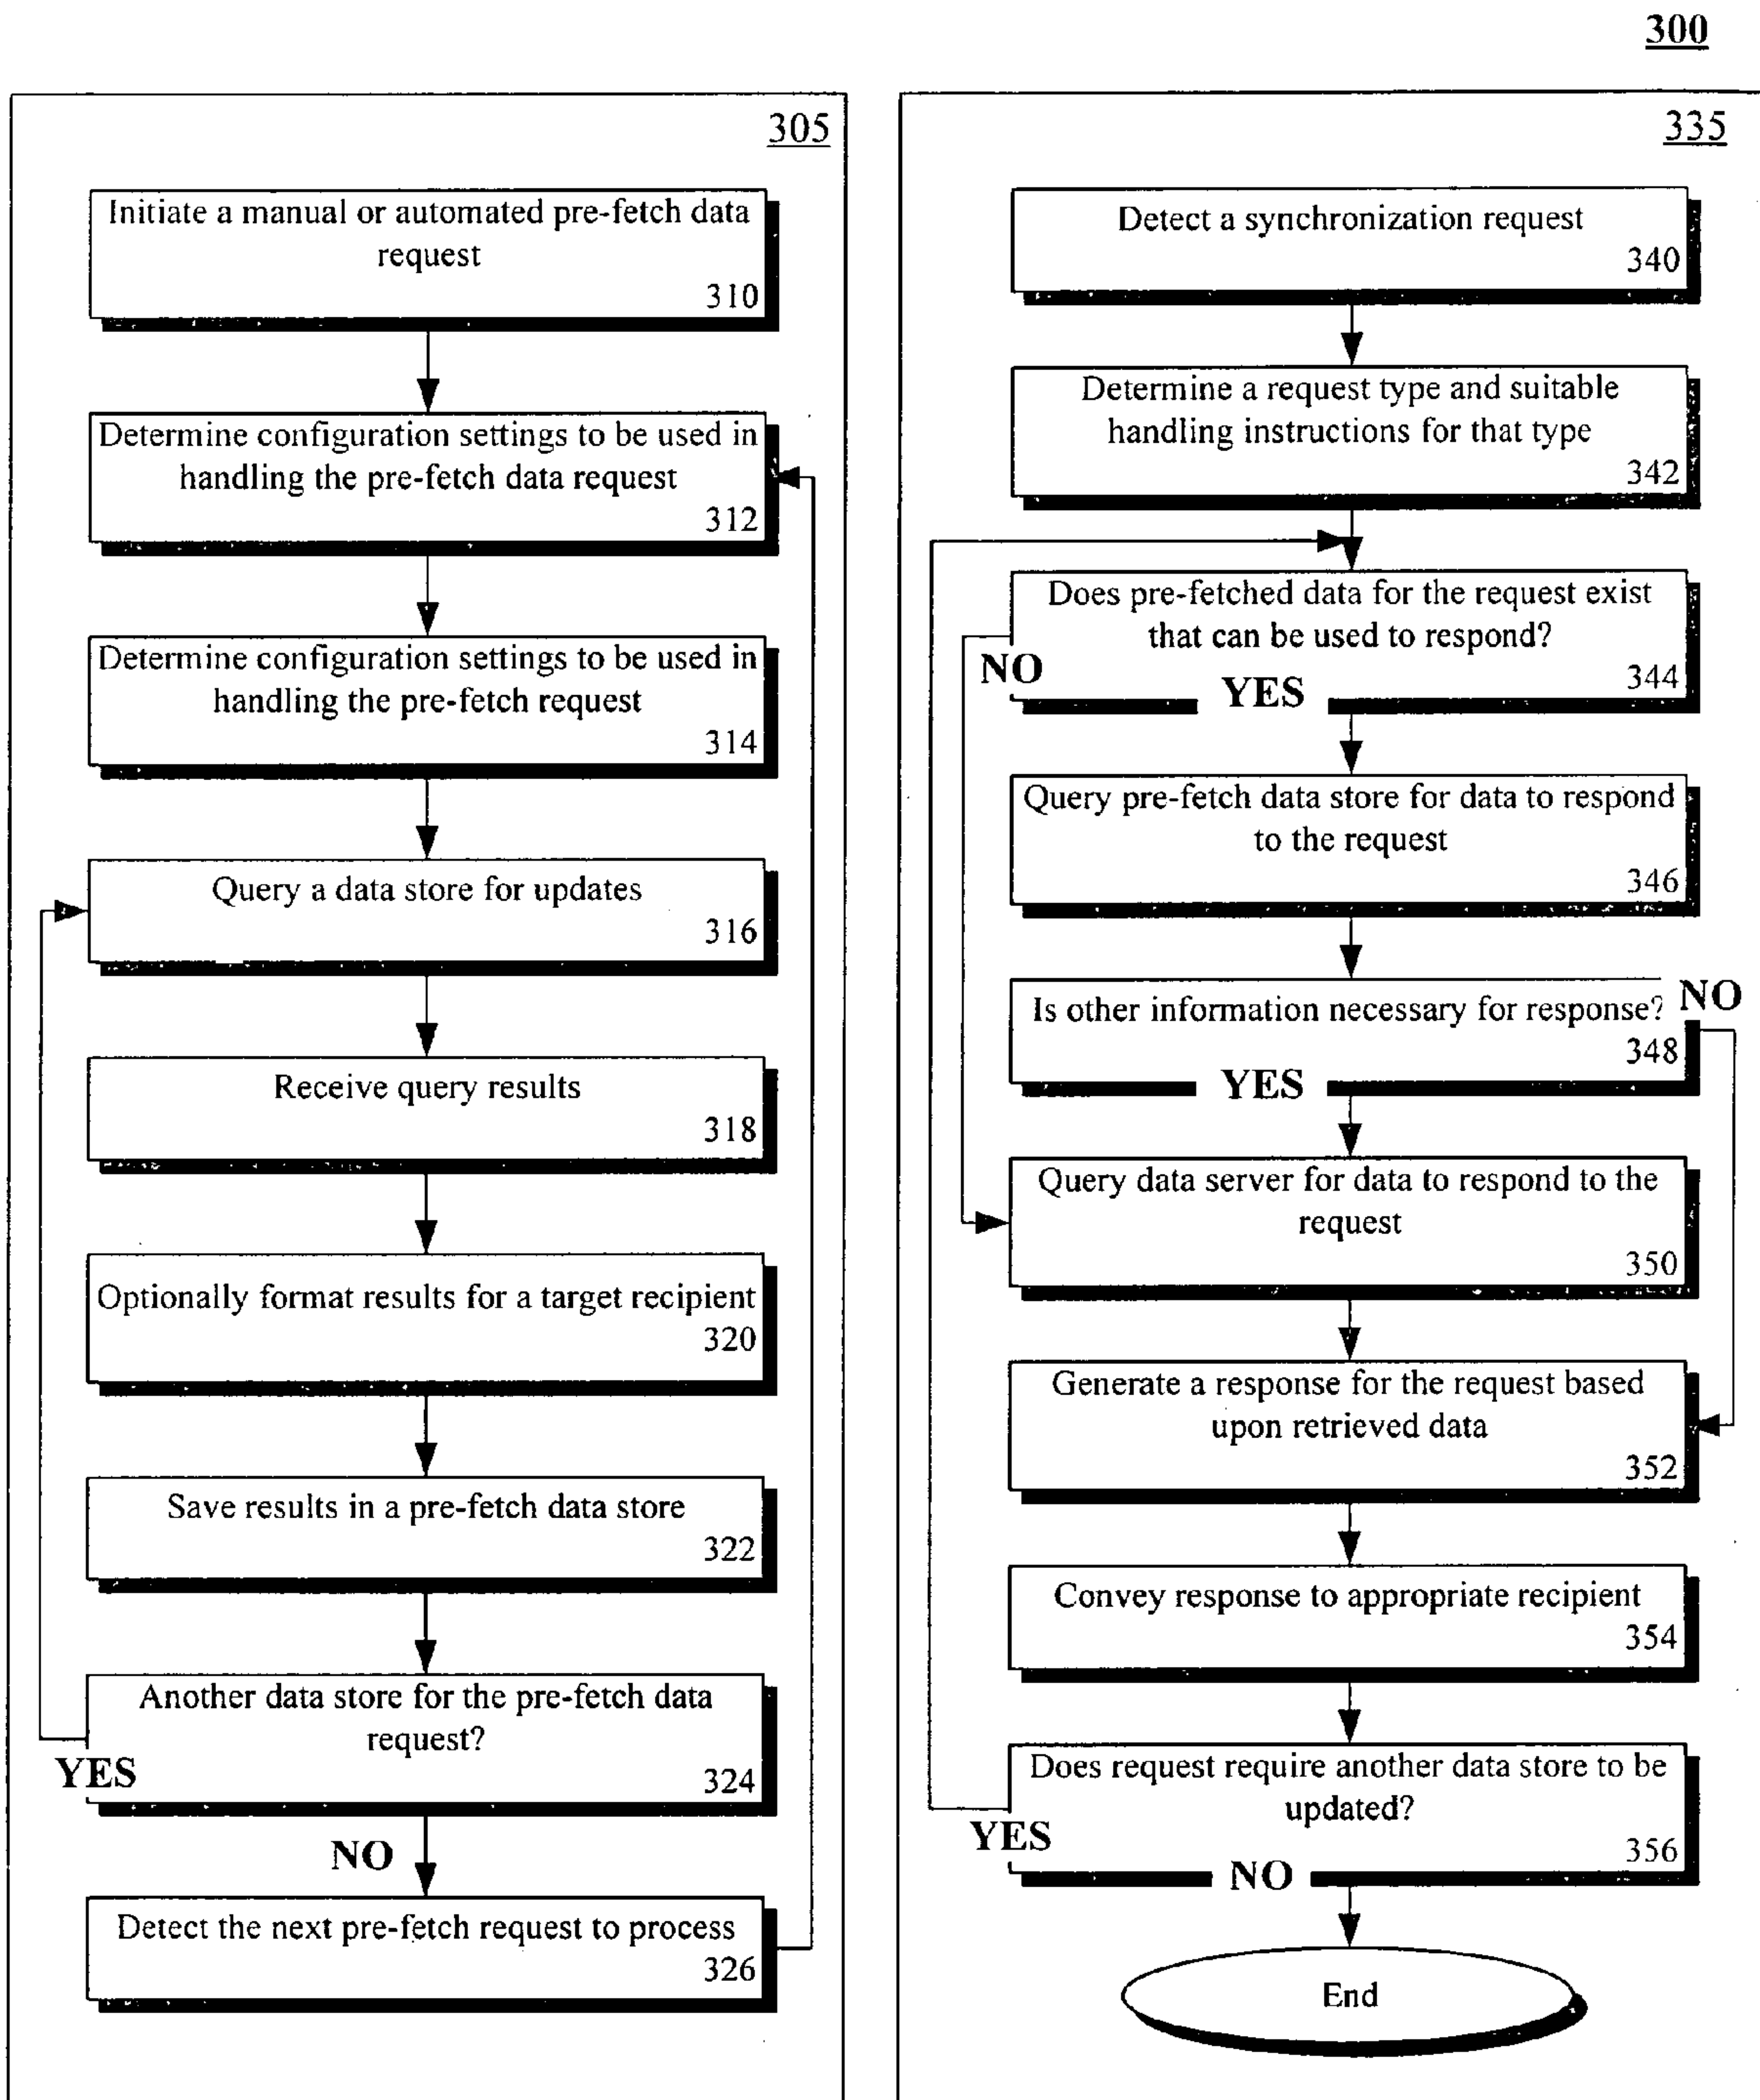 300
305
Initiate a manual or automated pre-fetch data
request
310
Determine configuration settings to be used in
handling the pre-fetch data request
312
Determine configuration settings to be used in
handling the pre-fetch request
314
Query a data store for updates
316
Receive query results
318
Optionally format results for a target recipient
320
Save results in a pre-fetch data store
322
Another data store for the pre-fetch data
request?
324
YES
NO
Detect the next pre-fetch request to process
326
335
Detect a synchronization request
340
Determine a request type and suitable
handling instructions for that type
342
Does pre-fetched data for the request exist
that can be used to respond?
344
NO
YES
Query pre-fetch data store for data to respond
to the request
346
Is other information necessary for response?
NO
348
YES
Query data server for data to respond to the
request
350
Generate a response for the request based
upon retrieved data
352
Convey response to appropriate recipient
354
Does request require another data store to be
updated?
356
YES
NO
End